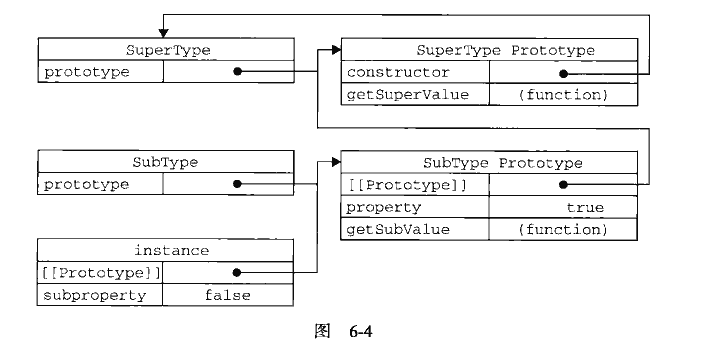 SuperType
prototype
SuperType Prototype
constructor
getSuperValue (function)
SubType
prototype
SubType Prototype
[[Prototype]]
property true
getSubValue (function)
instance
[[Prototype]]
subproperty false
图 6-4